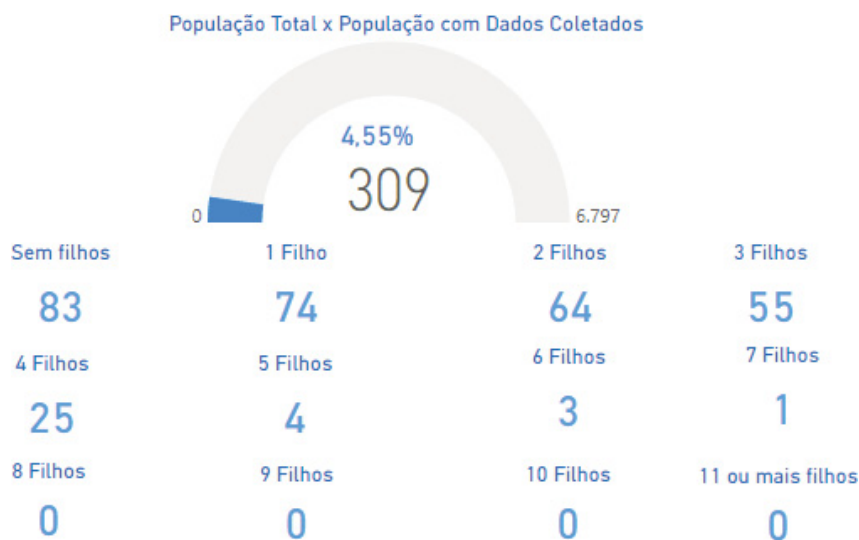 População Total x População com Dados Coletados
4,55%
309
0
6.797
Sem filhos
1 Filho
2 Filhos
3 Filhos
83
74
64
55
4 Filhos
5 Filhos
6 Filhos
7 Filhos
25
4
3
1
8 Filhos
9 Filhos
10 Filhos
11 ou mais filhos
0
0
0
0